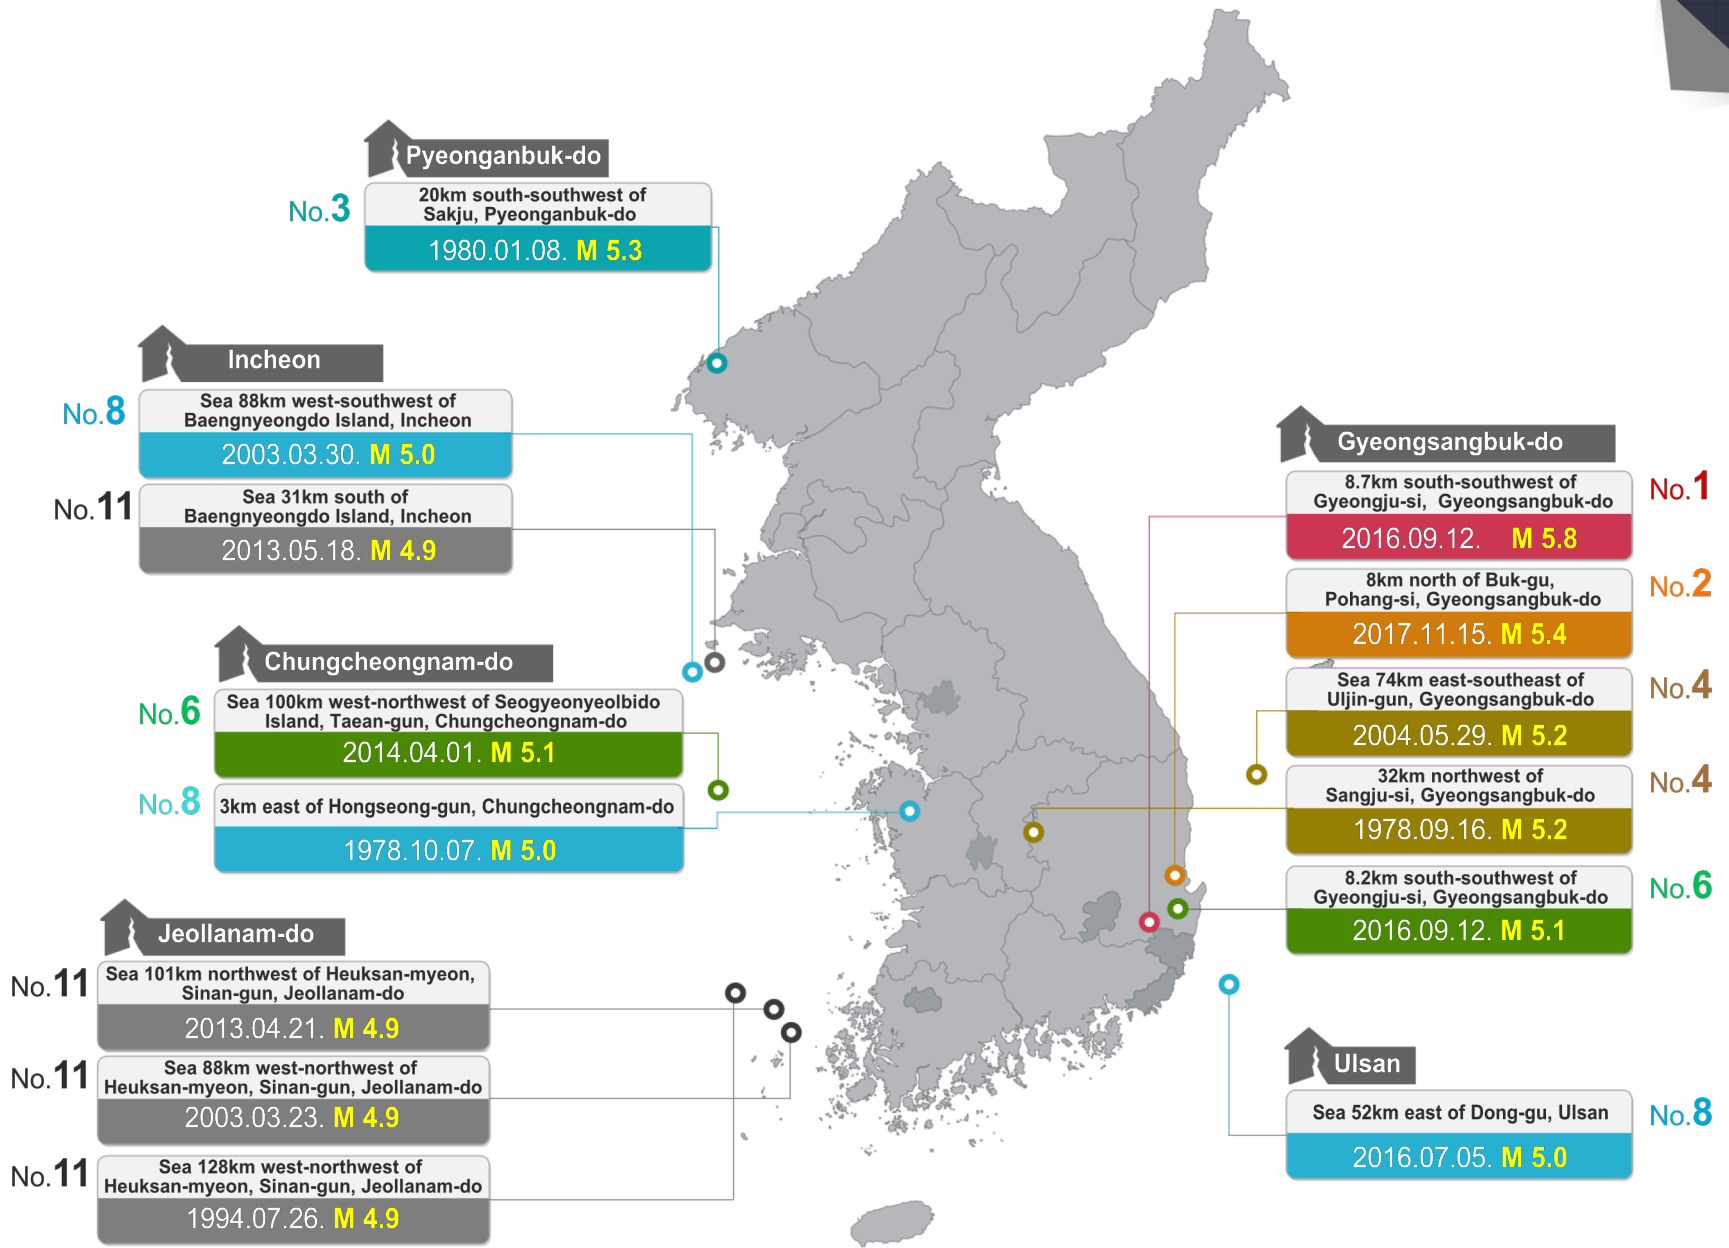 Pyeonganbuk-do
No.3
20km south-southwest of
Sakju, Pyeonganbuk-do
1980.01.08. M 5.3
Incheon
No.8
Sea 88km west-southwest of
Baengnyeongdo Island, Incheon
2003.03.30. M 5.0
No.11
Sea 31km south of
Baengnyeongdo Island, Incheon
2013.05.18. M 4.9
Chungcheongnam-do
No.6
Sea 100km west-northwest of Seogyeonyeolbido
Island, Taean-gun, Chungcheongnam-do
2014.04.01. M 5.1
No.8
3km east of Hongseong-gun, Chungcheongnam-do
1978.10.07. M 5.0
Jeollanam-do
No.11
Sea 101km northwest of Heuksan-myeon,
Sinan-gun, Jeollanam-do
2013.04.21. M 4.9
No.11
Sea 88km west-northwest of
Heuksan-myeon, Sinan-gun, Jeollanam-do
2003.03.23. M 4.9
No.11
Sea 128km west-northwest of
Heuksan-myeon, Sinan-gun, Jeollanam-do
1994.07.26. M 4.9
Gyeongsangbuk-do
8.7km south-southwest of
Gyeongju-si, Gyeongsangbuk-do
2016.09.12. M 5.8
No.1
8km north of Buk-gu,
Pohang-si, Gyeongsangbuk-do
2017.11.15. M 5.4
No.2
Sea 74km east-southeast of
Uljin-gun, Gyeongsangbuk-do
2004.05.29. M 5.2
No.4
32km northwest of
Sangju-si, Gyeongsangbuk-do
1978.09.16. M 5.2
No.4
8.2km south-southwest of
Gyeongju-si, Gyeongsangbuk-do
2016.09.12. M 5.1
No.6
Ulsan
Sea 52km east of Dong-gu, Ulsan
2016.07.05. M 5.0
No.8